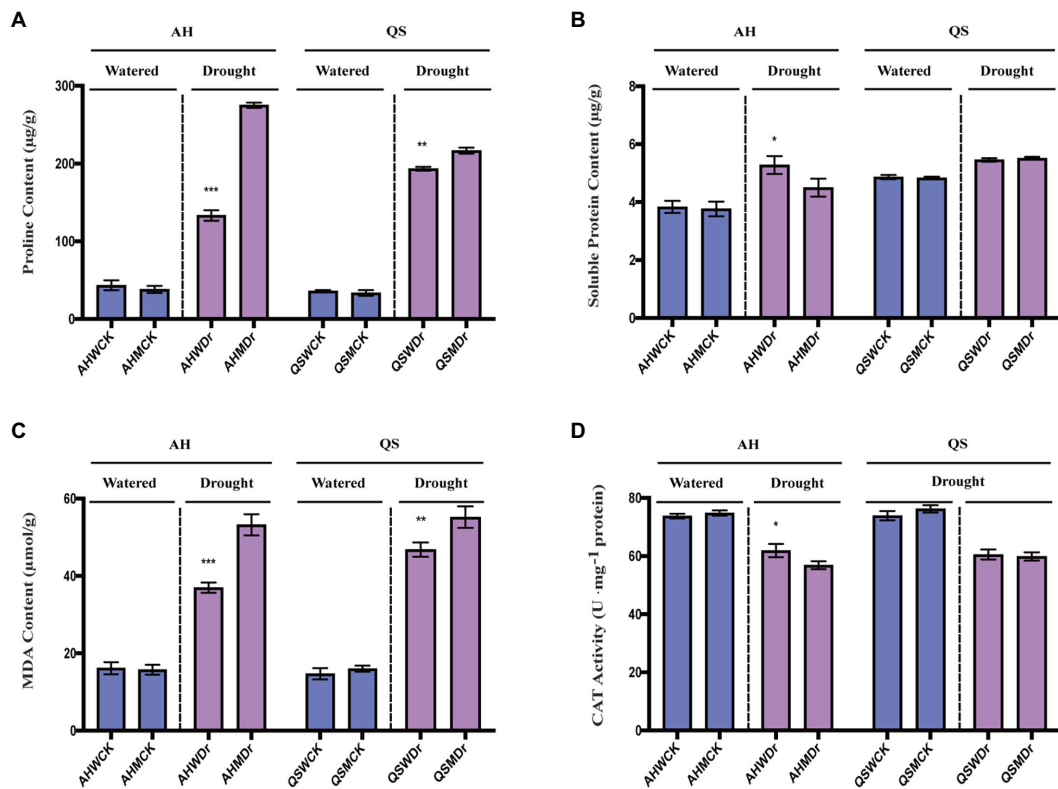 A
AH QS
Watered Drought Watered Drought
Proline Content (µg/g)
300
200
100
0
***
**
AHWCK AHMCK AHWDr AHMDr QSWCK QSMCK QSWDr QSMDr
B
AH QS
Watered Drought Watered Drought
Soluble Protein Content (µg/g)
8
6
4
2
0
*
AHWCK AHMCK AHWDr AHMDr QSWCK QSMCK QSWDr QSMDr
C
AH QS
Watered Drought Watered Drought
MDA Content (µmol/g)
60
40
20
0
***
**
AHWCK AHMCK AHWDr AHMDr QSWCK QSMCK QSWDr QSMDr
D
AH QS
Watered Drought Drought
CAT Activity (U ·mg⁻¹ protein)
80
60
40
20
0
*
AHWCK AHMCK AHWDr AHMDr QSWCK QSMCK QSWDr QSMDr